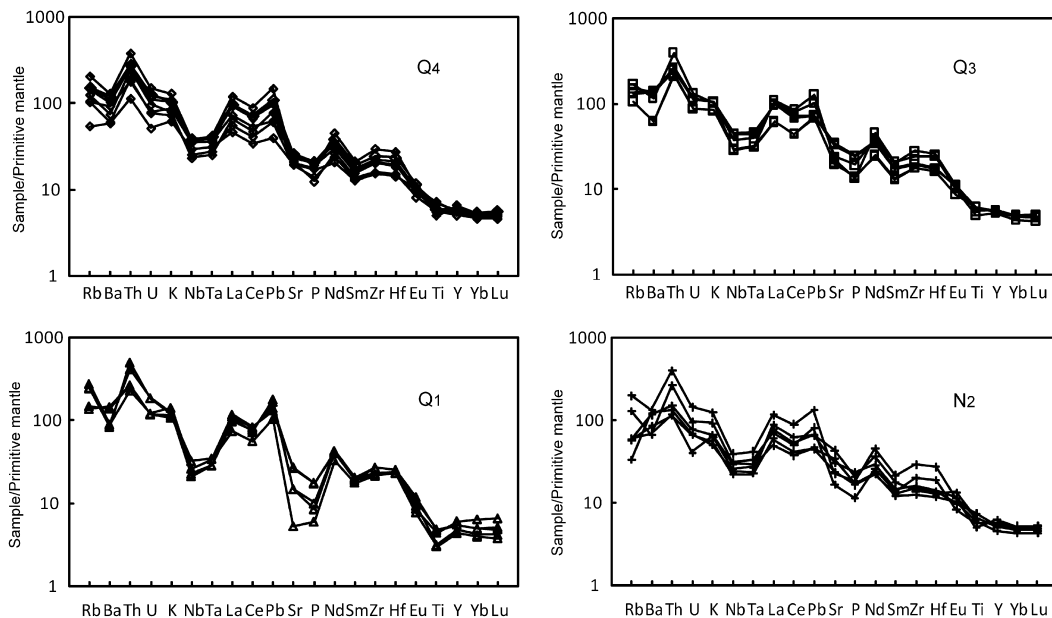 1000
100
10
1
Sample/Primitive mantle
Q4
Rb Ba Th U K Nb Ta La Ce Pb Sr P Nd Sm Zr Hf Eu Ti Y Yb Lu
1000
100
10
1
Sample/Primitive mantle
Q3
Rb Ba Th U K Nb Ta La Ce Pb Sr P Nd Sm Zr Hf Eu Ti Y Yb Lu
1000
100
10
1
Sample/Primitive mantle
Q1
Rb Ba Th U K Nb Ta La Ce Pb Sr P Nd Sm Zr Hf Eu Ti Y Yb Lu
1000
100
10
1
Sample/Primitive mantle
N2
Rb Ba Th U K Nb Ta La Ce Pb Sr P Nd Sm Zr Hf Eu Ti Y Yb Lu